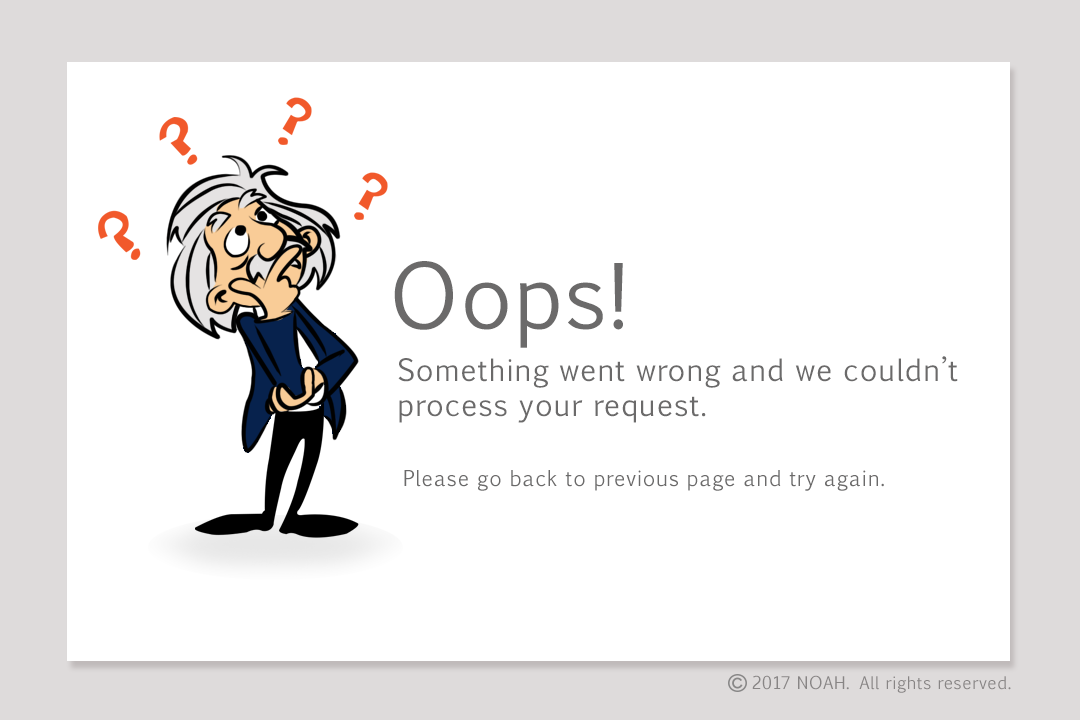 ? ? ? ?
Oops!
Something went wrong and we couldn’t
process your request.
Please go back to previous page and try again.
© 2017 NOAH. All rights reserved.